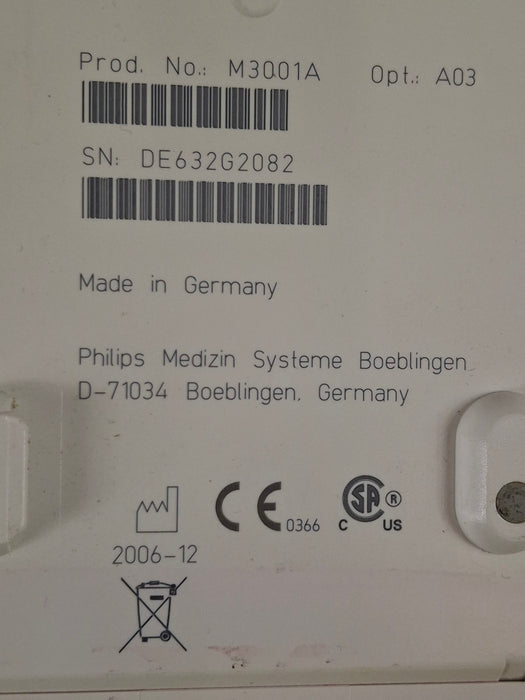 Prod. No.: M3001A Opt.: A03
SN: DE632G2082
Made in Germany
Philips Medizin Systeme Boeblingen
D-71034 Boeblingen, Germany
CE 0366
SA ®
C US
2006-12